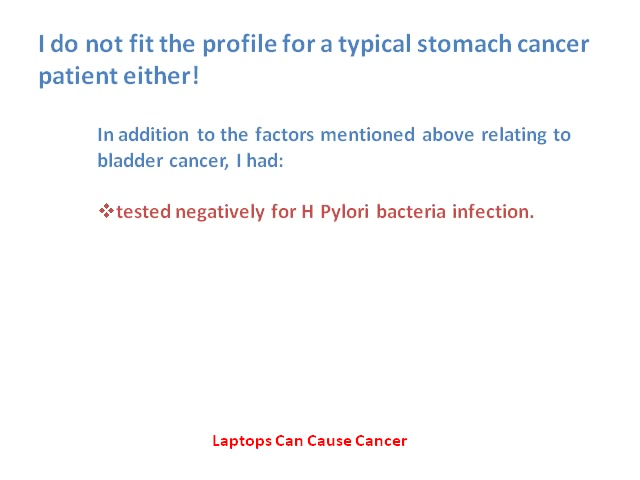 I do not fit the profile for a typical stomach cancer
patient either!
In addition to the factors mentioned above relating to
bladder cancer, I had:
❖tested negatively for H Pylori bacteria infection.
Laptops Can Cause Cancer